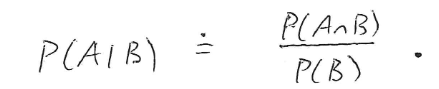 P(A|B) ≐ P(A∩B) / P(B) .